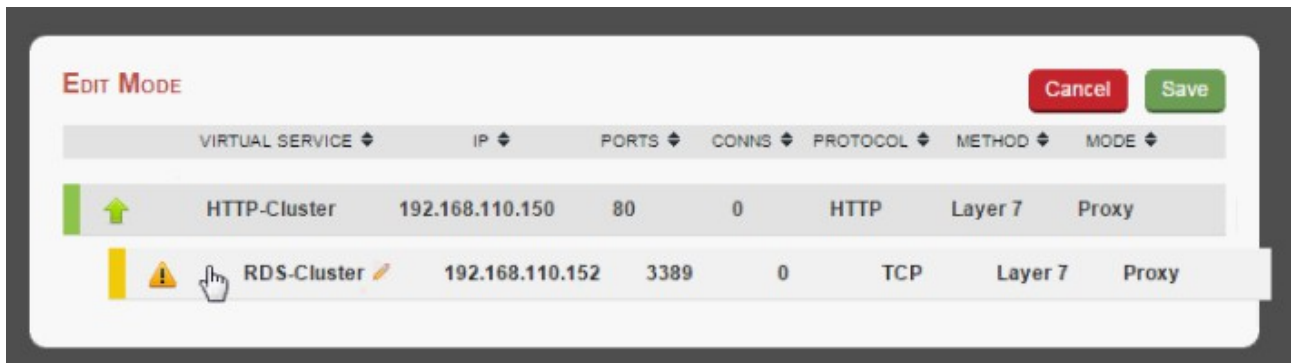 EDIT MODE
Cancel Save
VIRTUAL SERVICE IP PORTS CONNS PROTOCOL METHOD MODE
HTTP-Cluster 192.168.110.150 80 0 HTTP Layer 7 Proxy
RDS-Cluster 192.168.110.152 3389 0 TCP Layer 7 Proxy